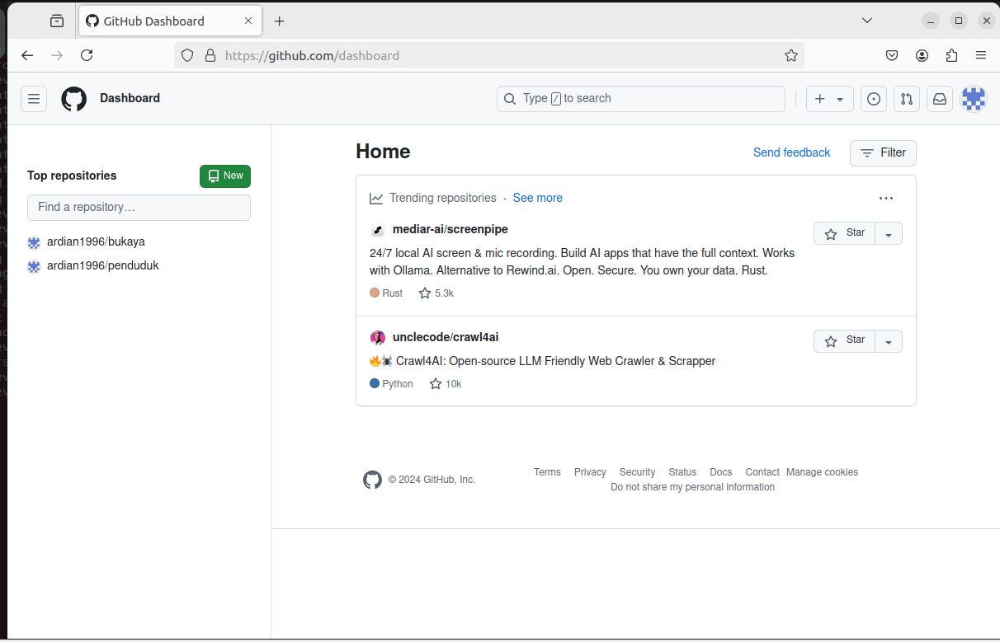 GitHub Dashboard
https://github.com/dashboard
Dashboard
Type / to search
Top repositories
New
Find a repository…
ardian1996/bukaya
ardian1996/penduduk
Home
Send feedback
Filter
Trending repositories · See more
mediar-ai/screenpipe
Star
24/7 local AI screen & mic recording. Build AI apps that have the full context. Works
with Ollama. Alternative to Rewind.ai. Open. Secure. You own your data. Rust.
Rust 5.3k
unclecode/crawl4ai
Star
🔥🕷 Crawl4AI: Open-source LLM Friendly Web Crawler & Scrapper
Python 10k
© 2024 GitHub, Inc.
Terms Privacy Security Status Docs Contact Manage cookies
Do not share my personal information